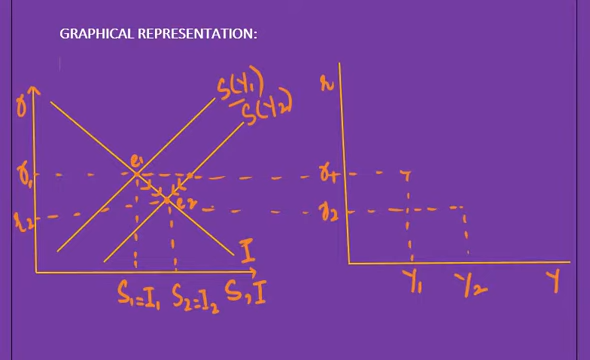 GRAPHICAL REPRESENTATION:
r
S(Y₁)
S(Y₂)
r
r₁
e₁
r₁
r₂
e₂
r₂
I
S₁=I₁ S₂=I₂ S,I
Y₁ Y₂ Y